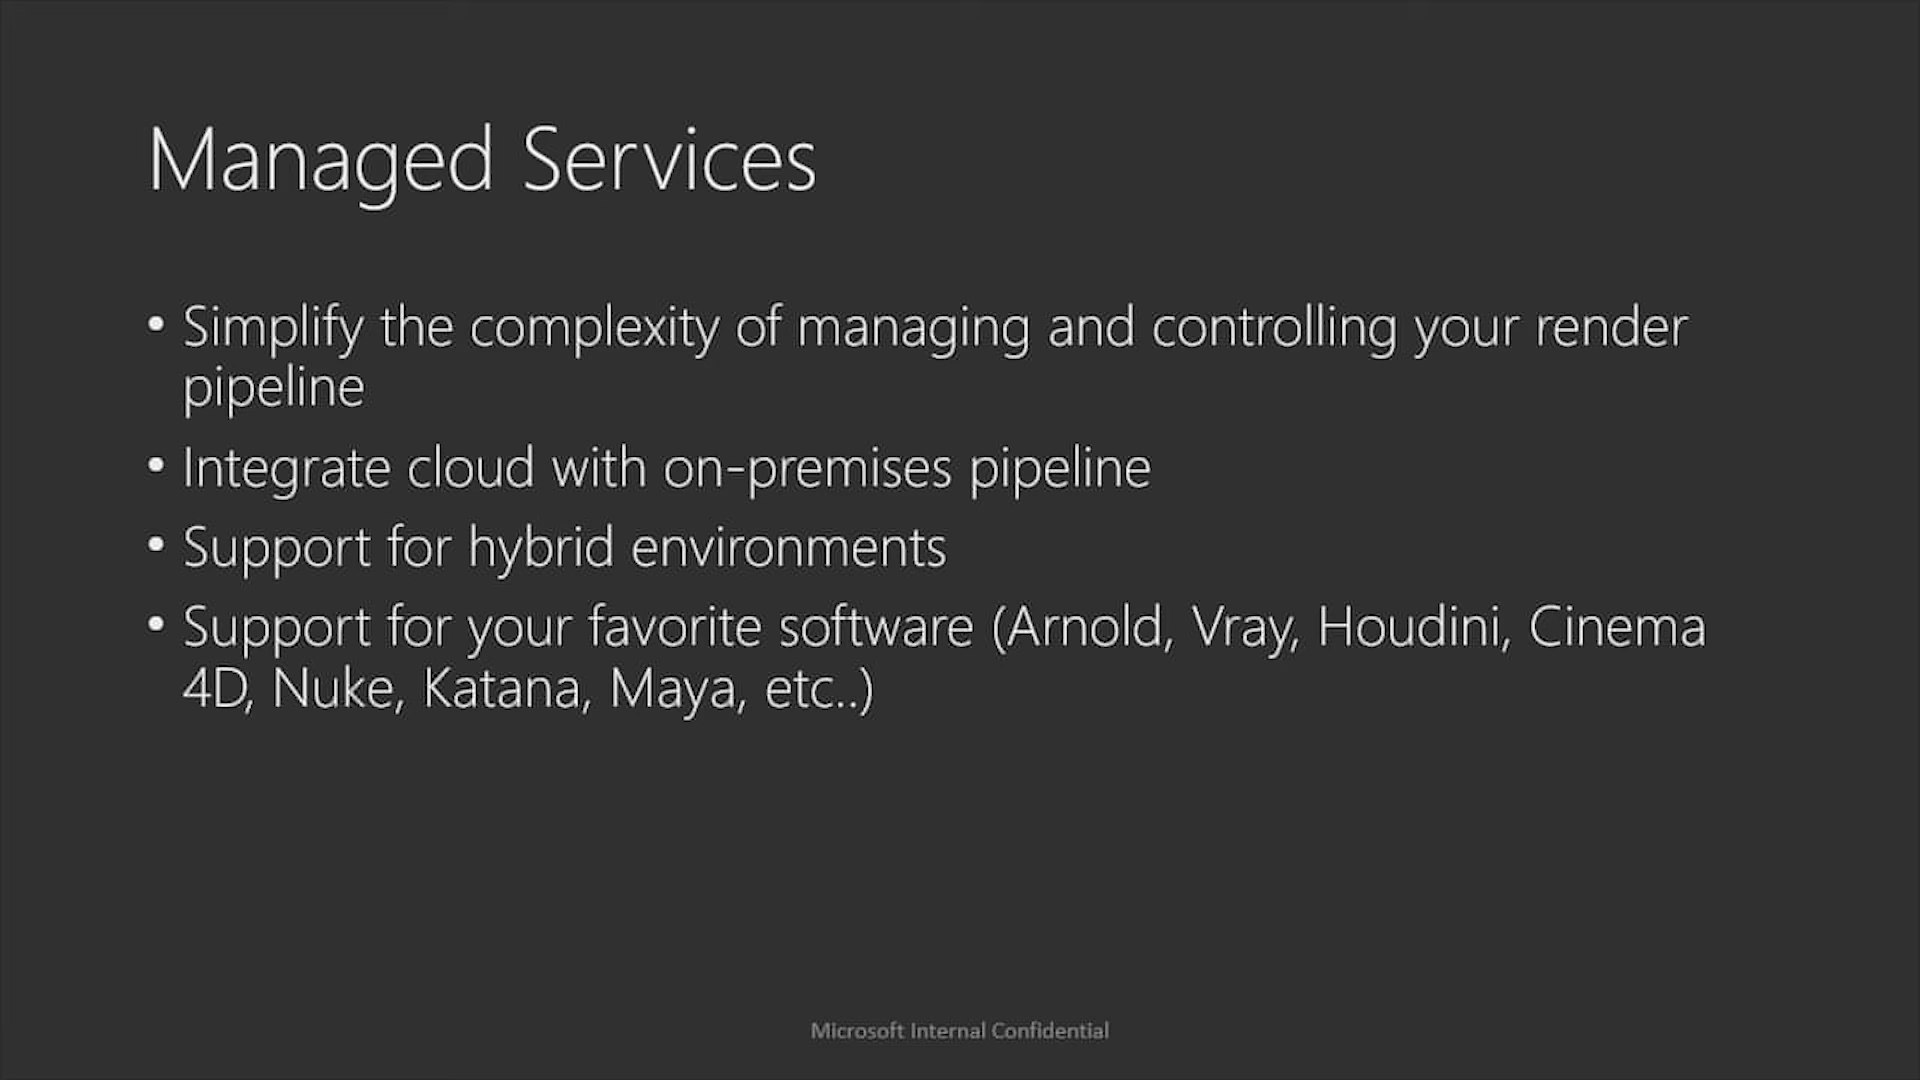 Managed Services
• Simplify the complexity of managing and controlling your render
pipeline
• Integrate cloud with on-premises pipeline
• Support for hybrid environments
• Support for your favorite software (Arnold, Vray, Houdini, Cinema
4D, Nuke, Katana, Maya, etc..)
Microsoft Internal Confidential